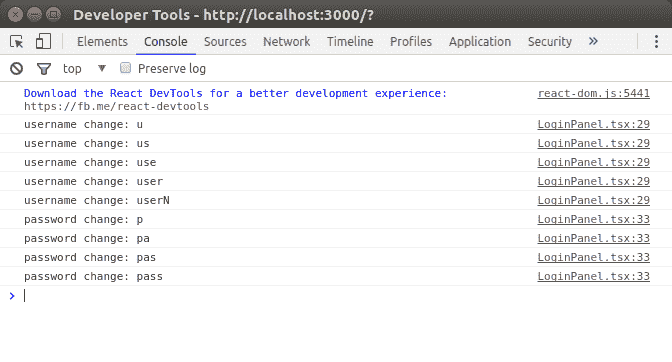 Developer Tools - http://localhost:3000/?
Elements Console Sources Network Timeline Profiles Application Security »
top Preserve log
Download the React DevTools for a better development experience: react-dom.js:5441
https://fb.me/react-devtools
username change: u LoginPanel.tsx:29
username change: us LoginPanel.tsx:29
username change: use LoginPanel.tsx:29
username change: user LoginPanel.tsx:29
username change: userN LoginPanel.tsx:29
password change: p LoginPanel.tsx:33
password change: pa LoginPanel.tsx:33
password change: pas LoginPanel.tsx:33
password change: pass LoginPanel.tsx:33